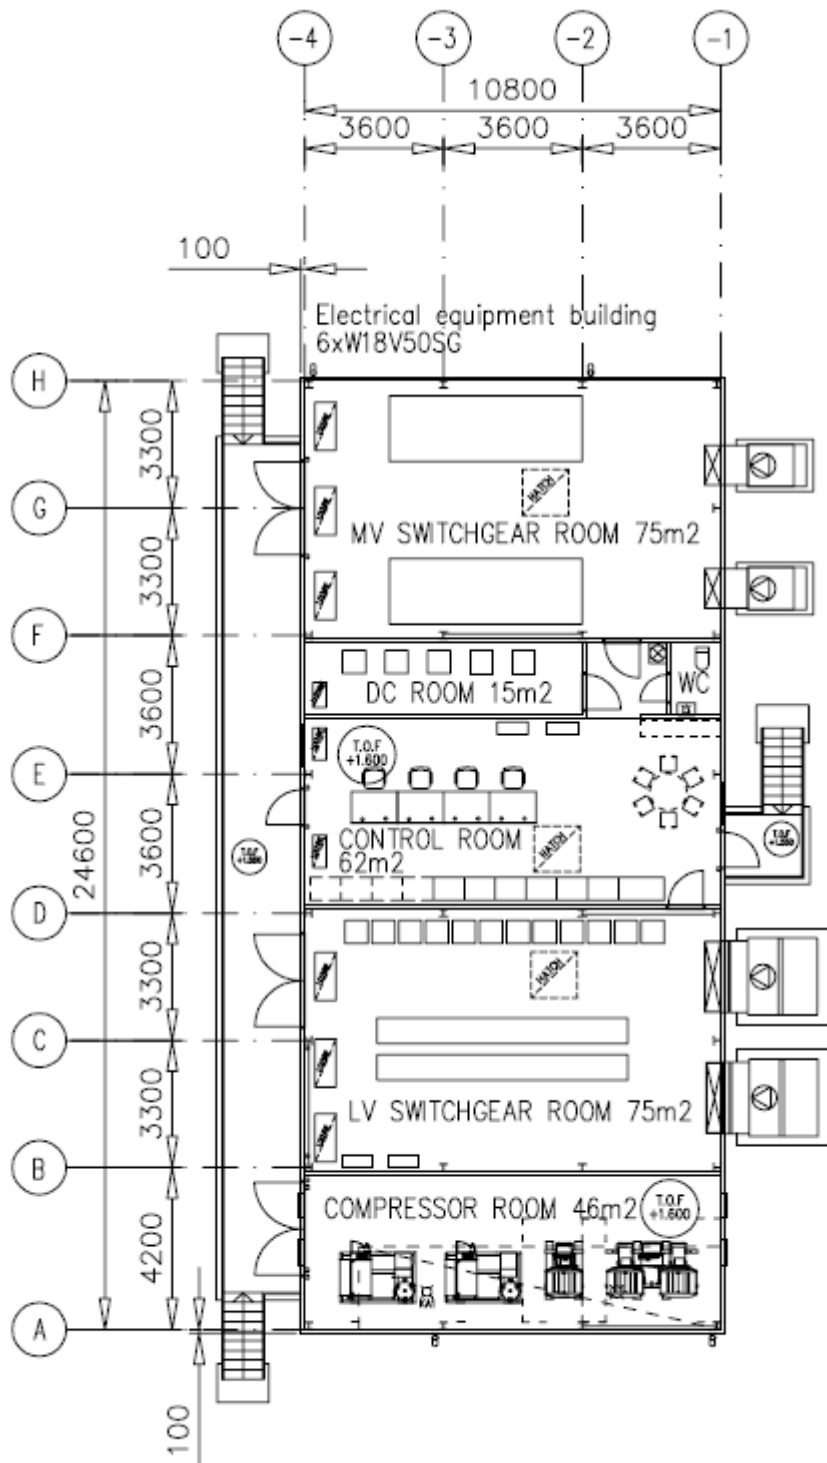 -4
-3
-2
-1
10800
3600
3600
3600
100
Electrical equipment building
6xW18V50SG
H
3300
G
HATCH
MV SWITCHGEAR ROOM 75m2
3300
F
DC ROOM 15m2
WC
3600
T.O.F
+1.600
E
24600
CONTROL ROOM
62m2
HATCH
3600
T.O.F
T.O.F
D
HATCH
3300
C
LV SWITCHGEAR ROOM 75m2
3300
B
COMPRESSOR ROOM 46m2
T.O.F
+1.600
4200
A
100